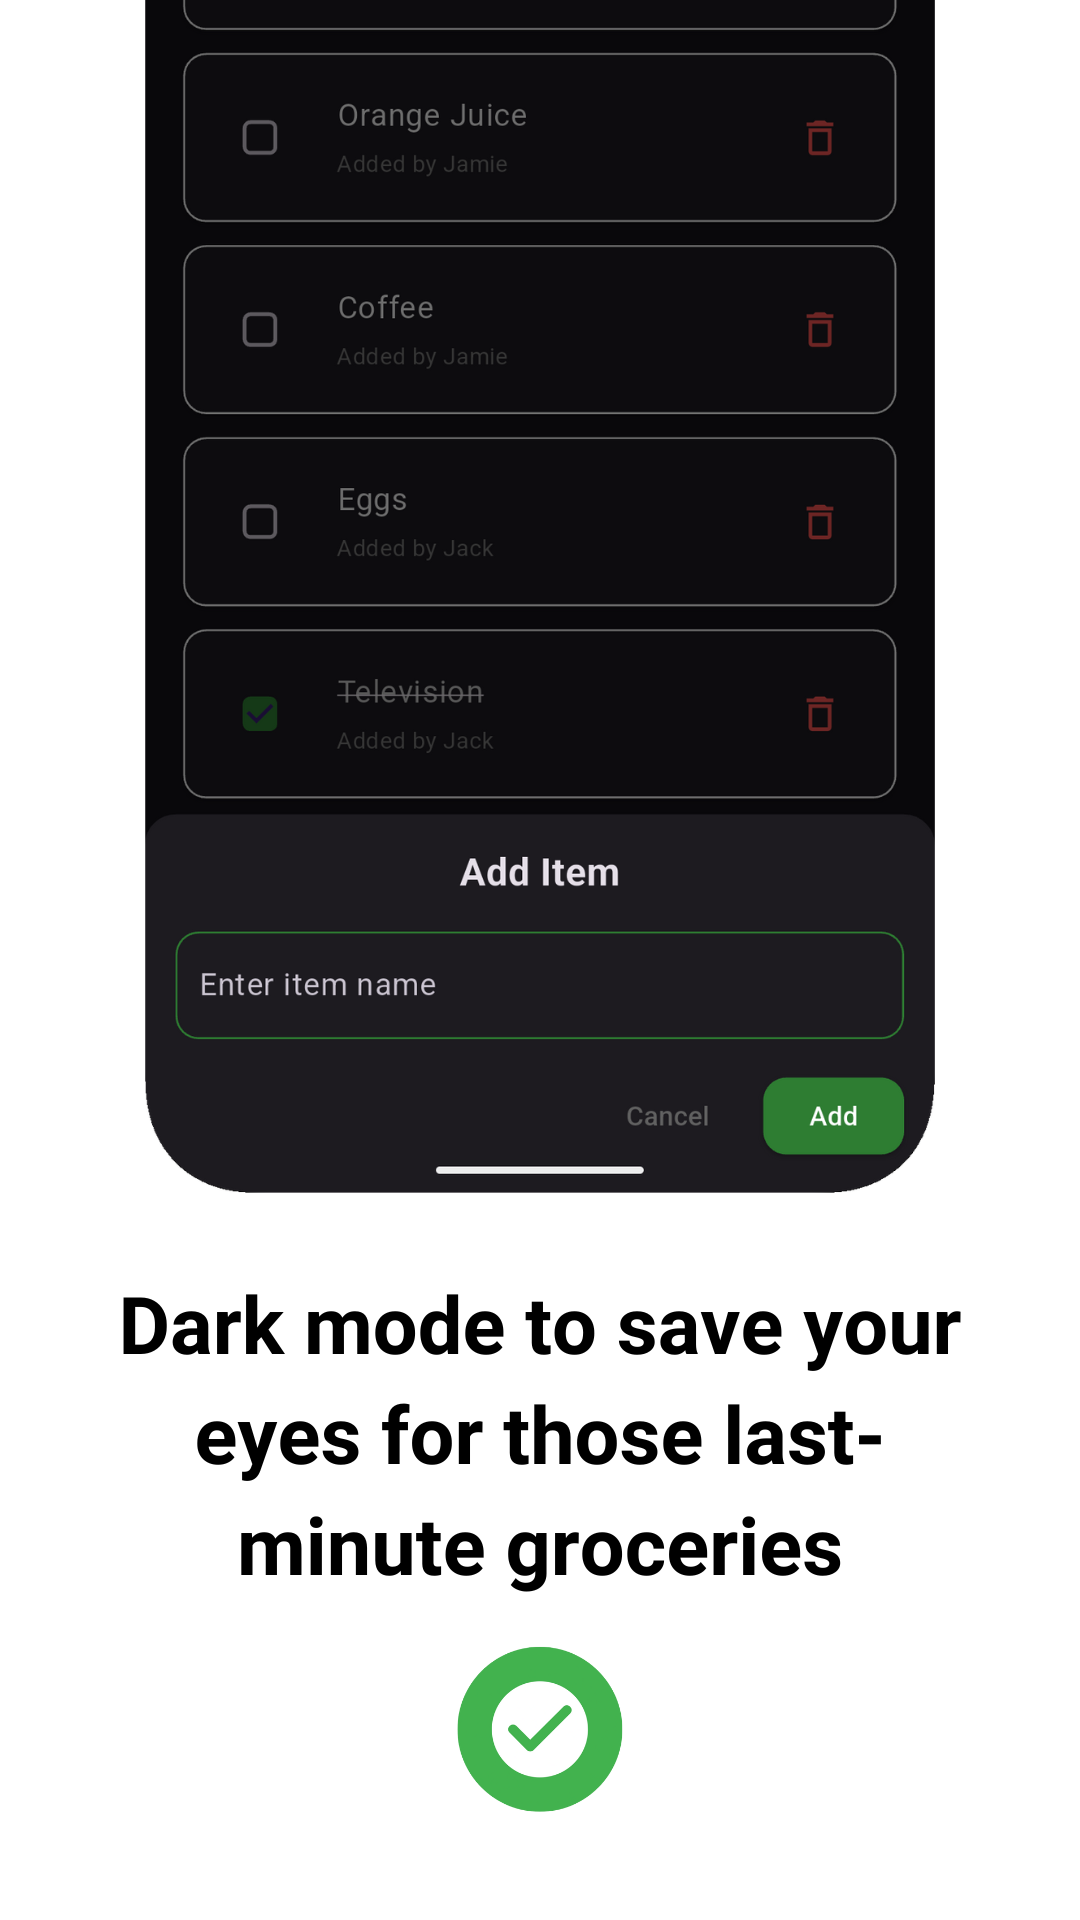 Orange Juice
Added by Jamie
Coffee
Added by Jamie
Eggs
Added by Jack
Television
Added by Jack
Add Item
Enter item name
Cancel
Add
Dark mode to save your
eyes for those last-
minute groceries